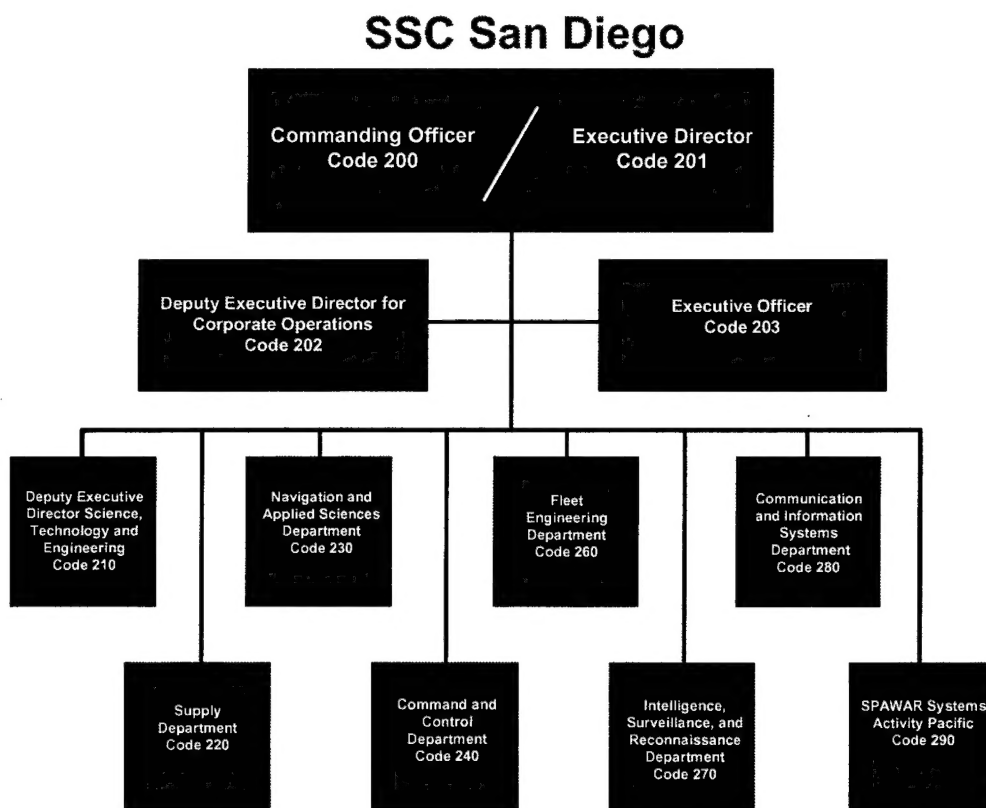 SSC San Diego
Commanding Officer
Code 200
Executive Director
Code 201
Deputy Executive Director for
Corporate Operations
Code 202
Executive Officer
Code 203
Deputy Executive
Director Science,
Technology and
Engineering
Code 210
Navigation and
Applied Sciences
Department
Code 230
Fleet
Engineering
Department
Code 260
Communication
and Information
Systems
Department
Code 280
Supply
Department
Code 220
Command and
Control
Department
Code 240
Intelligence,
Surveillance, and
Reconnaissance
Department
Code 270
SPAWAR Systems
Activity Pacific
Code 290